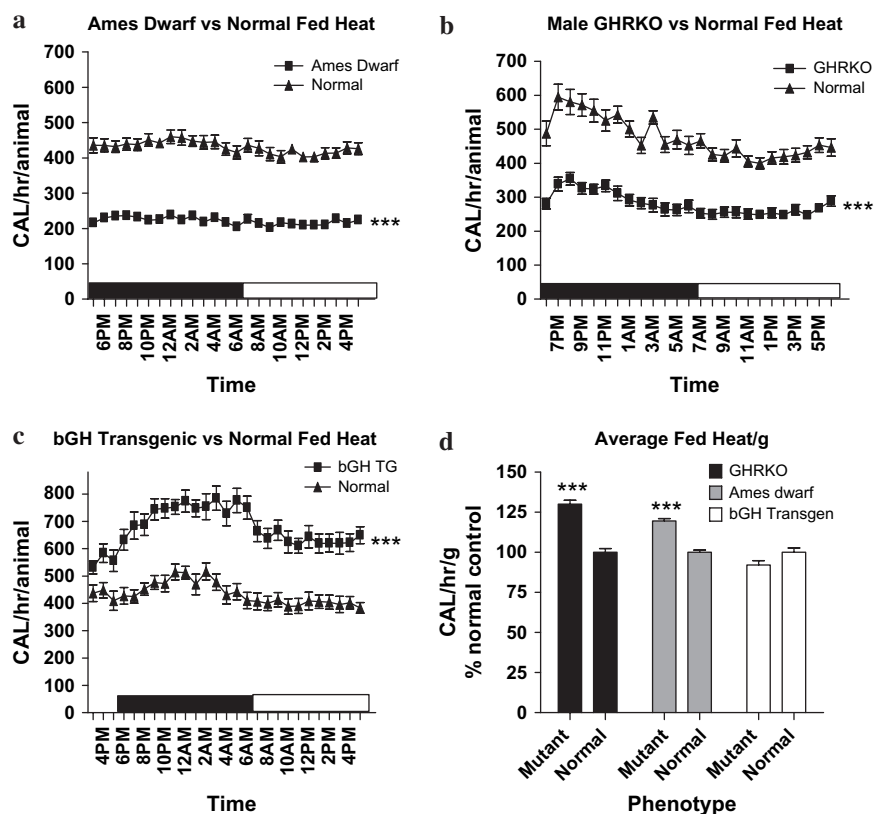 a
Ames Dwarf vs Normal Fed Heat
700
600
500
400
300
200
100
0
CAL/hr/animal
Ames Dwarf
Normal
***
6PM
8PM
10PM
12AM
2AM
4AM
6AM
8AM
10AM
12PM
2PM
4PM
Time
b
Male GHRKO vs Normal Fed Heat
700
600
500
400
300
200
100
0
CAL/hr/animal
GHRKO
Normal
***
7PM
9PM
11PM
1AM
3AM
5AM
7AM
9AM
11AM
1PM
3PM
5PM
Time
c
bGH Transgenic vs Normal Fed Heat
800
700
600
500
400
300
200
100
0
CAL/hr/animal
bGH TG
Normal
***
4PM
6PM
8PM
10PM
12AM
2AM
4AM
6AM
8AM
10AM
12PM
2PM
4PM
Time
d
Average Fed Heat/g
150
125
100
75
50
25
0
CAL/hr/g
% normal control
GHRKO
Ames dwarf
bGH Transgen
***
***
Mutant
Normal
Mutant
Normal
Mutant
Normal
Phenotype